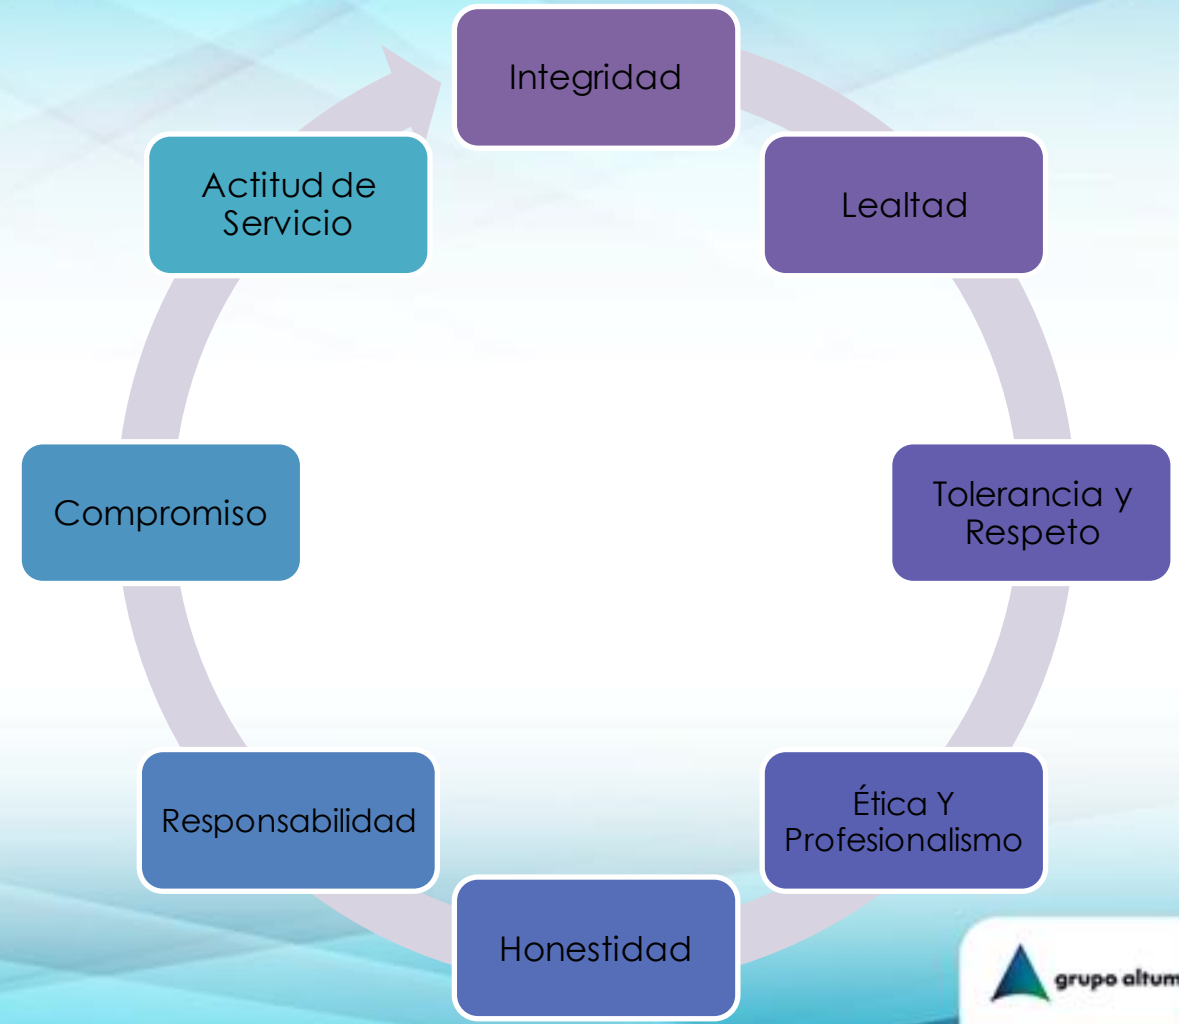 Integridad
Lealtad
Tolerancia y
Respeto
Ética Y
Profesionalismo
Honestidad
Responsabilidad
Compromiso
Actitud de
Servicio
grupo altum